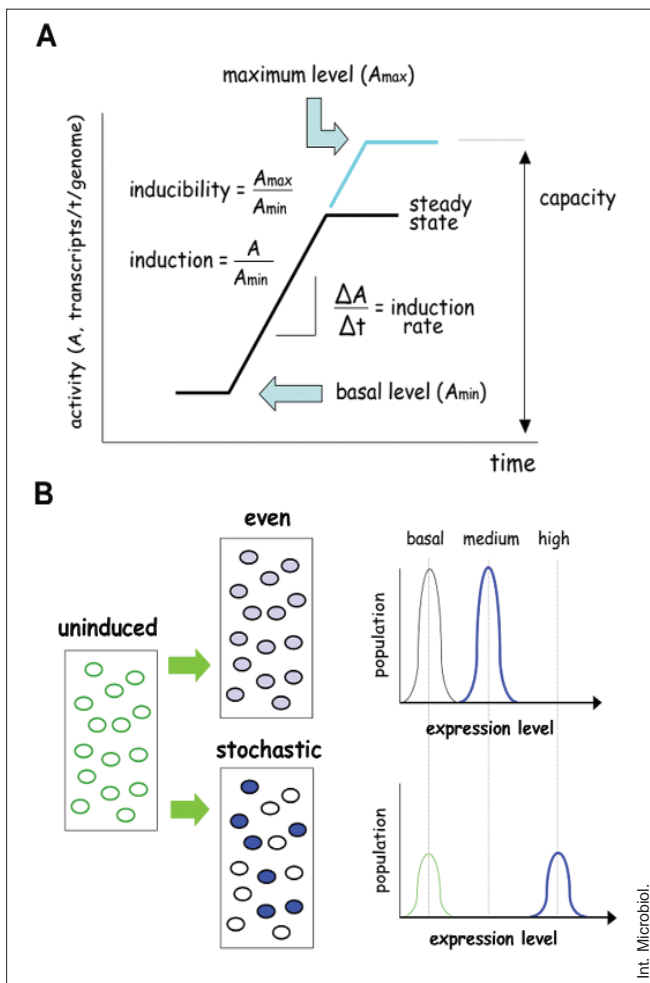 A
maximum level (Amax)
activity (A, transcripts/t/genome)
inducibility = Amax
Amin
induction = A
Amin
steady
state
capacity
ΔA
Δt
= induction
rate
basal level (Amin)
time
B
even
uninduced
stochastic
basal medium high
population
expression level
population
expression level
Int. Microbiol.